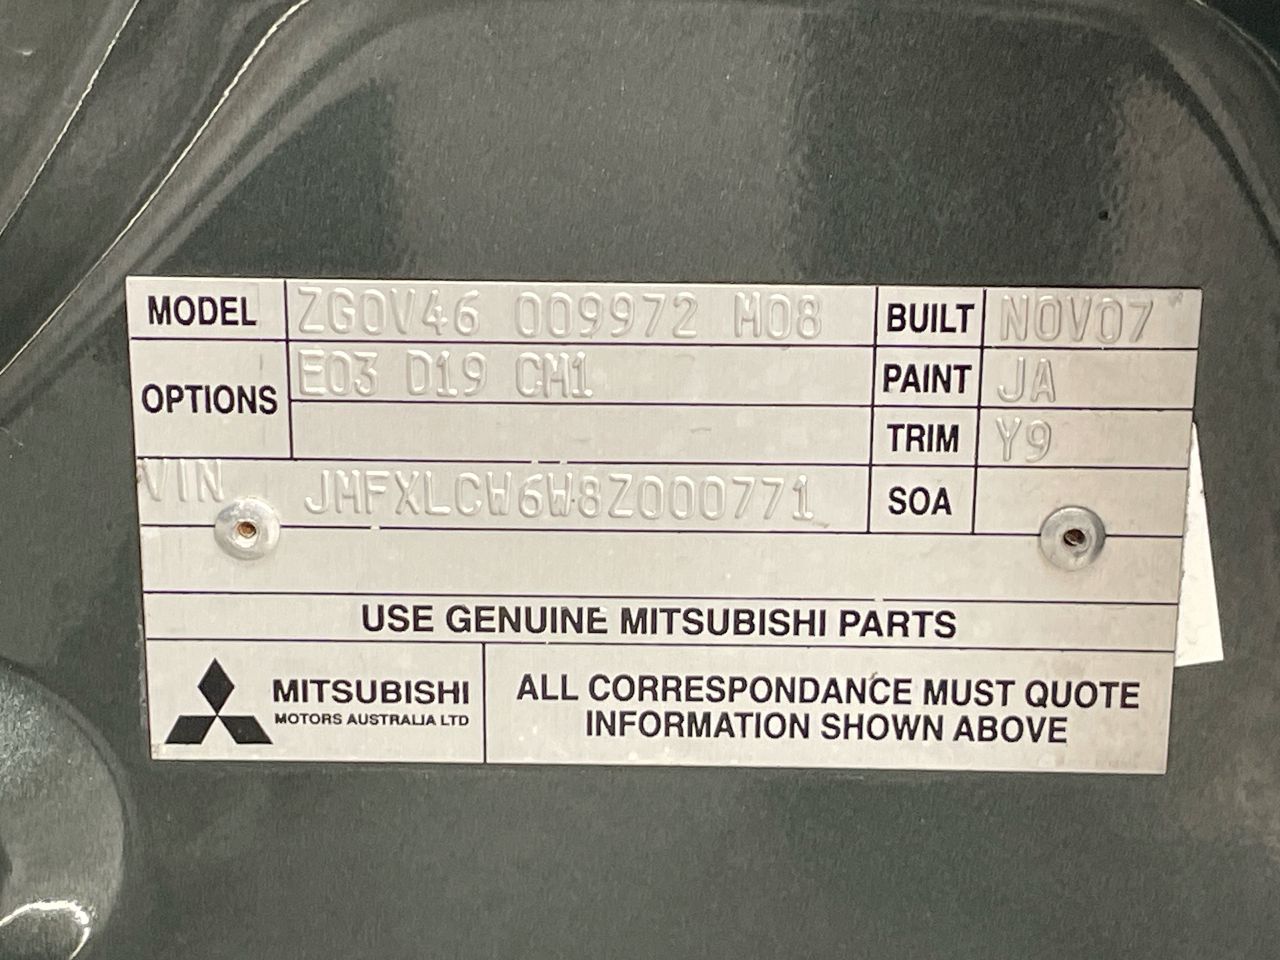 MODEL ZG0V46 009972 M08 BUILT NOV07
OPTIONS E03 D19 CM1 PAINT JA
TRIM Y9
VIN JMFXLCW6W8Z000771 SOA
USE GENUINE MITSUBISHI PARTS
MITSUBISHI
MOTORS AUSTRALIA LTD
ALL CORRESPONDANCE MUST QUOTE
INFORMATION SHOWN ABOVE